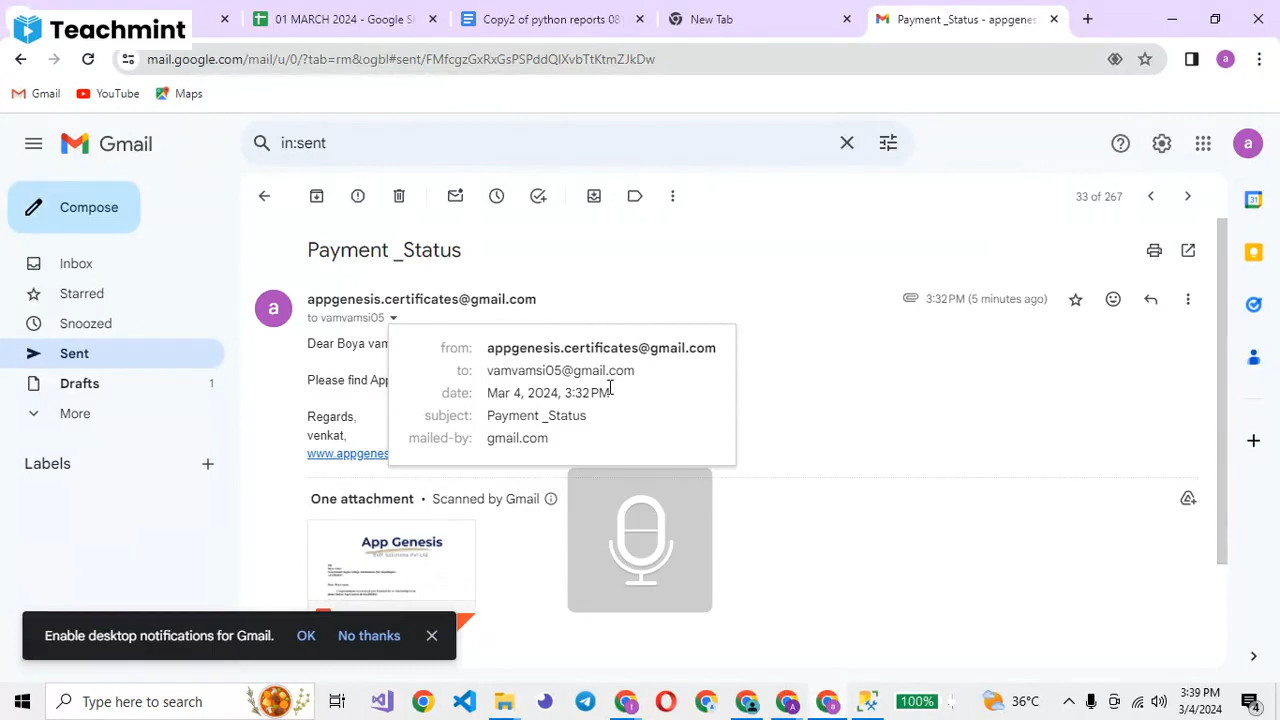 Teachmint
01 MARCH 2024 - Google S
Copy2 of python reports 08
New Tab
Payment _Status - appgenes
mail.google.com/mail/u/0/?tab=rm&ogbl#sent/
Gmail
YouTube
Maps
a
Gmail
in:sent
a
Compose
33 of 267
Payment _Status
Inbox
Starred
Snoozed
Sent
Drafts
1
More
Labels
a
appgenesis.certificates@gmail.com
3:32 PM (5 minutes ago)
to vamvamsi05
Dear Boya vam
Please find App
Regards,
venkat,
www.appgenes
from: appgenesis.certificates@gmail.com
to: vamvamsi05@gmail.com
date: Mar 4, 2024, 3:32 PM
subject: Payment _Status
mailed-by: gmail.com
One attachment • Scanned by Gmail
App Genesis
31
Enable desktop notifications for Gmail. OK No thanks
Type here to search
100%
36°C
3:39 PM
3/4/2024
4